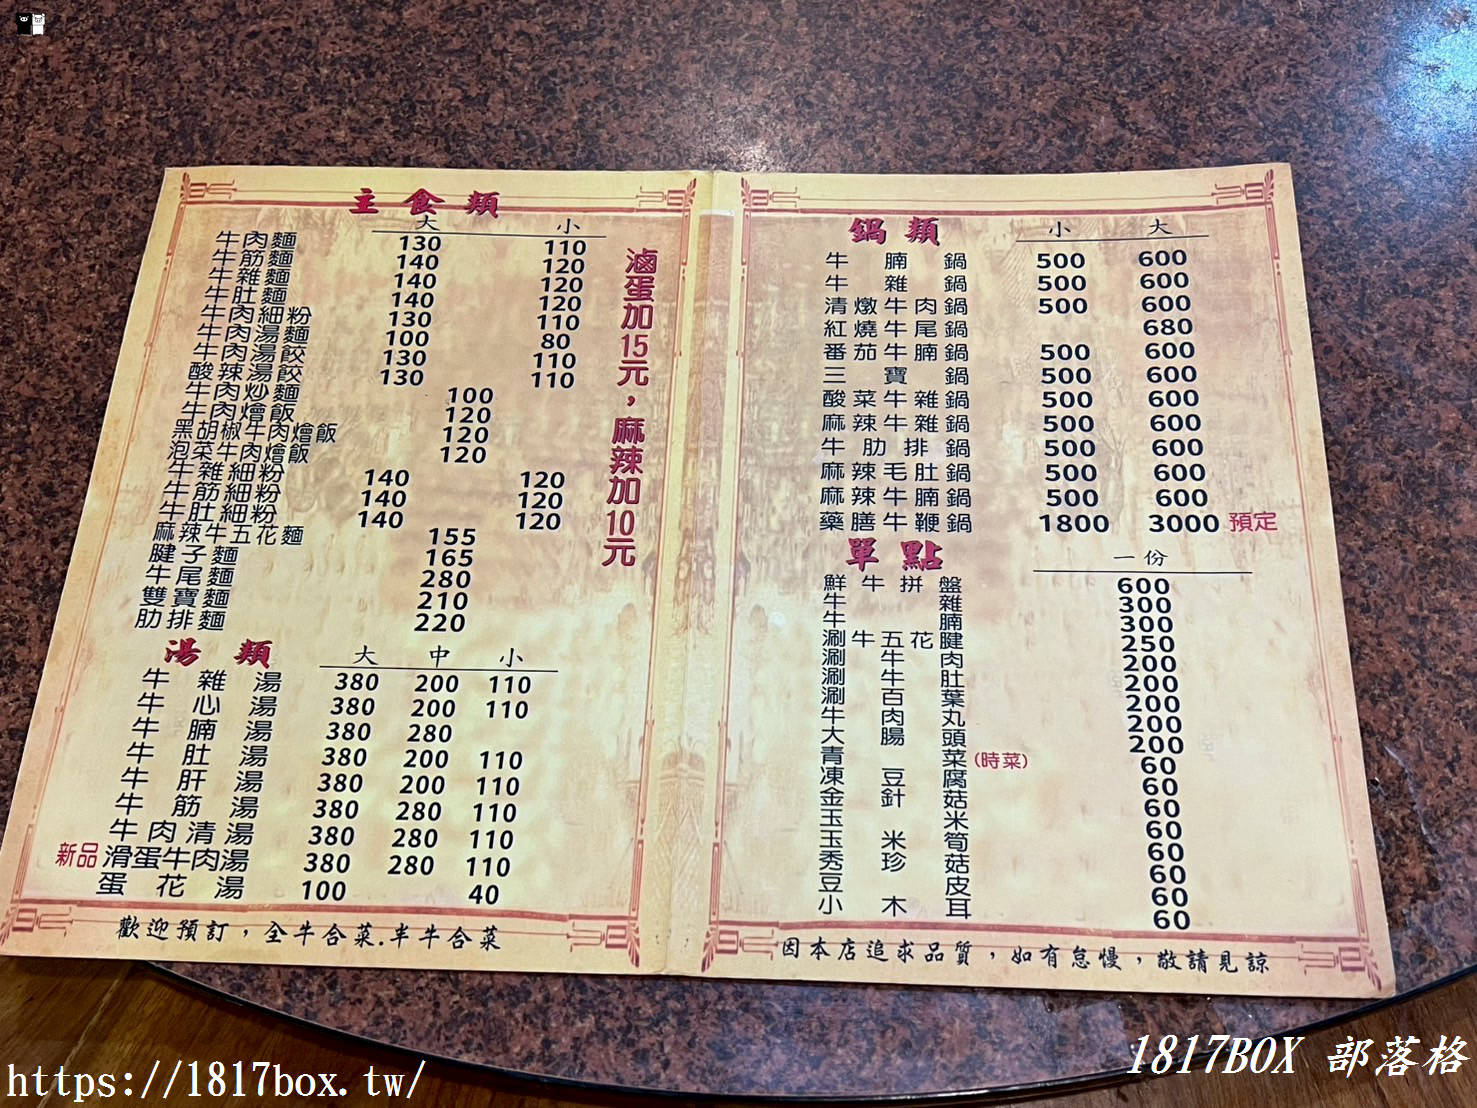 主食類
大 小
牛肉麵 130 110
牛筋麵 140 120
牛雜麵 140 120
牛肚麵 140 120
牛肉細粉 130 110
牛肉湯麵 100 80
牛肉湯餃 130 110
酸辣湯餃 130 110
牛肉炒麵 100
牛肉燴飯 120
黑胡椒牛肉燴飯 120
泡菜牛肉燴飯 120
牛雜細粉 140 120
牛筋細粉 140 120
牛肚細粉 140 120
麻辣牛五花麵 155
腱子麵 165
牛尾麵 280
雙寶麵 210
肋排麵 220
滷蛋加15元，麻辣加10元
湯類 大 中 小
牛雜湯 380 200 110
牛心湯 380 200 110
牛腩湯 380 280
牛肚湯 380 200 110
牛肝湯 380 200 110
牛筋湯 380 280 110
牛肉清湯 380 280 110
新品 滑蛋牛肉湯 380 280 110
蛋花湯 100 40
歡迎預訂，全牛合菜.半牛合菜
鍋類 小 大
牛腩鍋 500 600
牛雜鍋 500 600
清燉牛肉鍋 500 600
紅燒牛尾鍋 680
番茄牛腩鍋 500 600
三寶鍋 500 600
酸菜牛雜鍋 500 600
麻辣牛雜鍋 500 600
牛肋排鍋 500 600
麻辣毛肚鍋 500 600
麻辣牛腩鍋 500 600
藥膳牛鞭鍋 1800 3000 預定
單點 一份
鮮牛拼盤 600
牛雜 300
牛腩 300
涮牛五花腱 250
涮牛肉 200
涮牛肚 200
涮百葉 200
牛肉丸 200
大腸頭 200
青菜(時菜) 60
凍豆腐 60
金針菇 60
玉米 60
玉米筍 60
秀珍菇 60
豆皮 60
小木耳 60
因本店追求品質，如有怠慢，敬請見諒
https://1817box.tw/
1817BOX 部落格